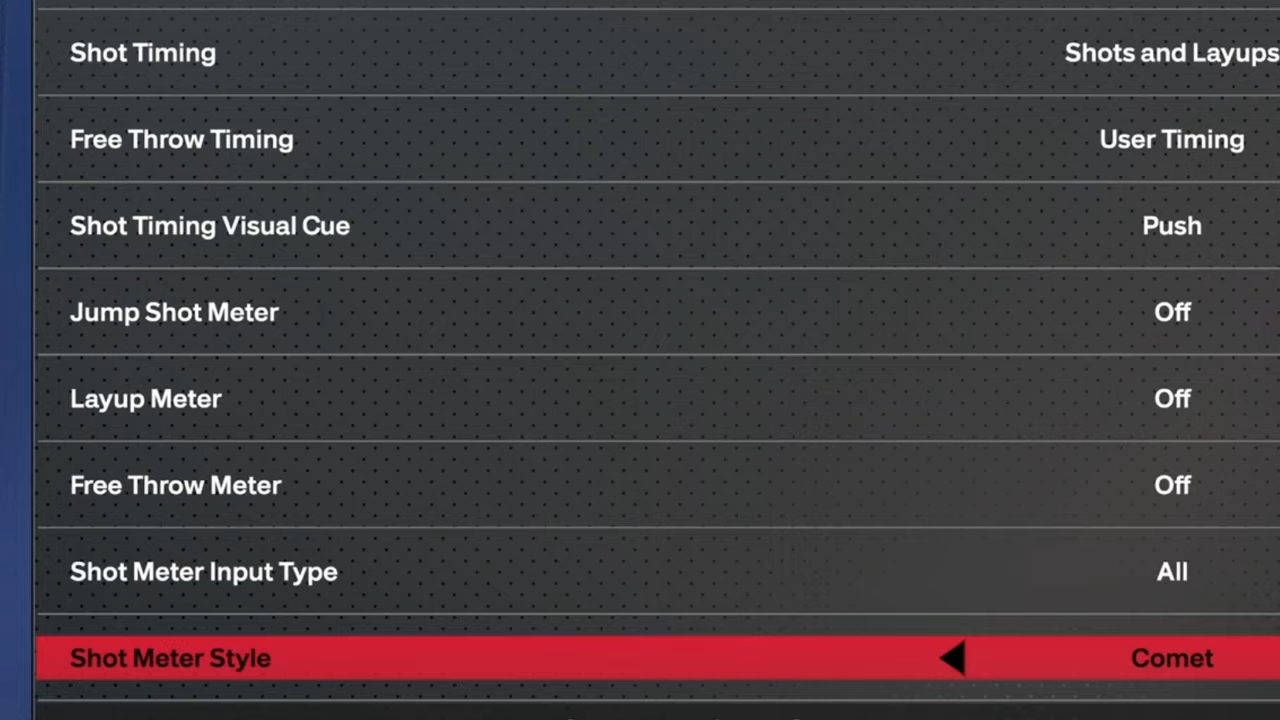 Shot Timing Shots and Layups
Free Throw Timing User Timing
Shot Timing Visual Cue Push
Jump Shot Meter Off
Layup Meter Off
Free Throw Meter Off
Shot Meter Input Type All
Shot Meter Style Comet